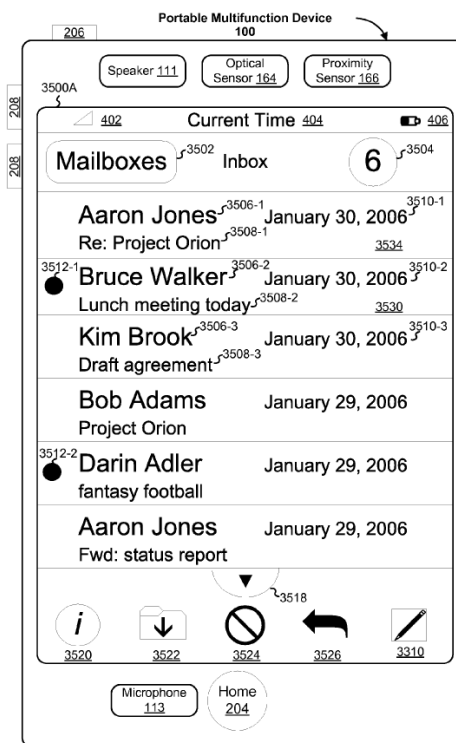 Portable Multifunction Device
100
206
Speaker 111
Optical
Sensor 164
Proximity
Sensor 166
208
208
3500A
402
Current Time 404
406
Mailboxes
3502
Inbox
6
3504
Aaron Jones
3506-1
January 30, 2006
3510-1
Re: Project Orion
3508-1
3534
3512-1
Bruce Walker
3506-2
January 30, 2006
3510-2
Lunch meeting today
3508-2
3530
Kim Brook
3506-3
January 30, 2006
3510-3
Draft agreement
3508-3
Bob Adams
January 29, 2006
Project Orion
3512-2
Darin Adler
January 29, 2006
fantasy football
Aaron Jones
January 29, 2006
Fwd: status report
3518
i
3520
3522
3524
3526
3310
Microphone
113
Home
204